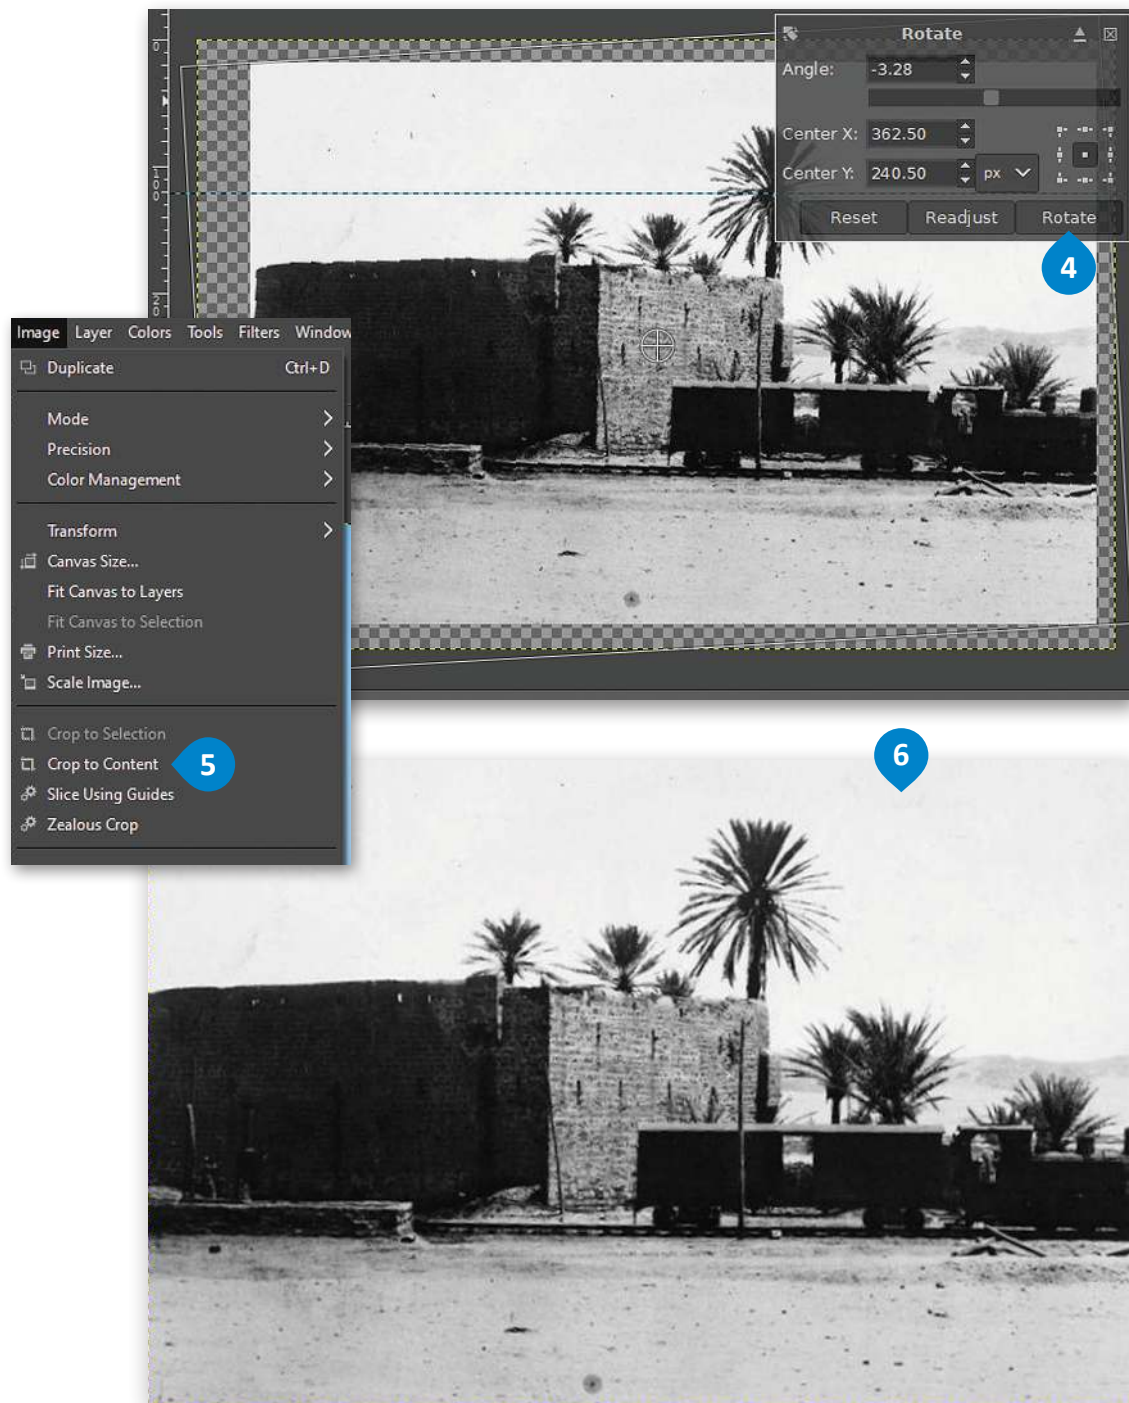 Rotate
Angle: -3.28
Center X: 362.50
Center Y: 240.50 px
Reset Readjust Rotate
4
0
100
Image Layer Colors Tools Filters Window
Duplicate Ctrl+D
Mode
Precision
Color Management
Transform
Canvas Size...
Fit Canvas to Layers
Fit Canvas to Selection
Print Size...
Scale Image...
Crop to Selection
Crop to Content 5
Slice Using Guides
Zealous Crop
6